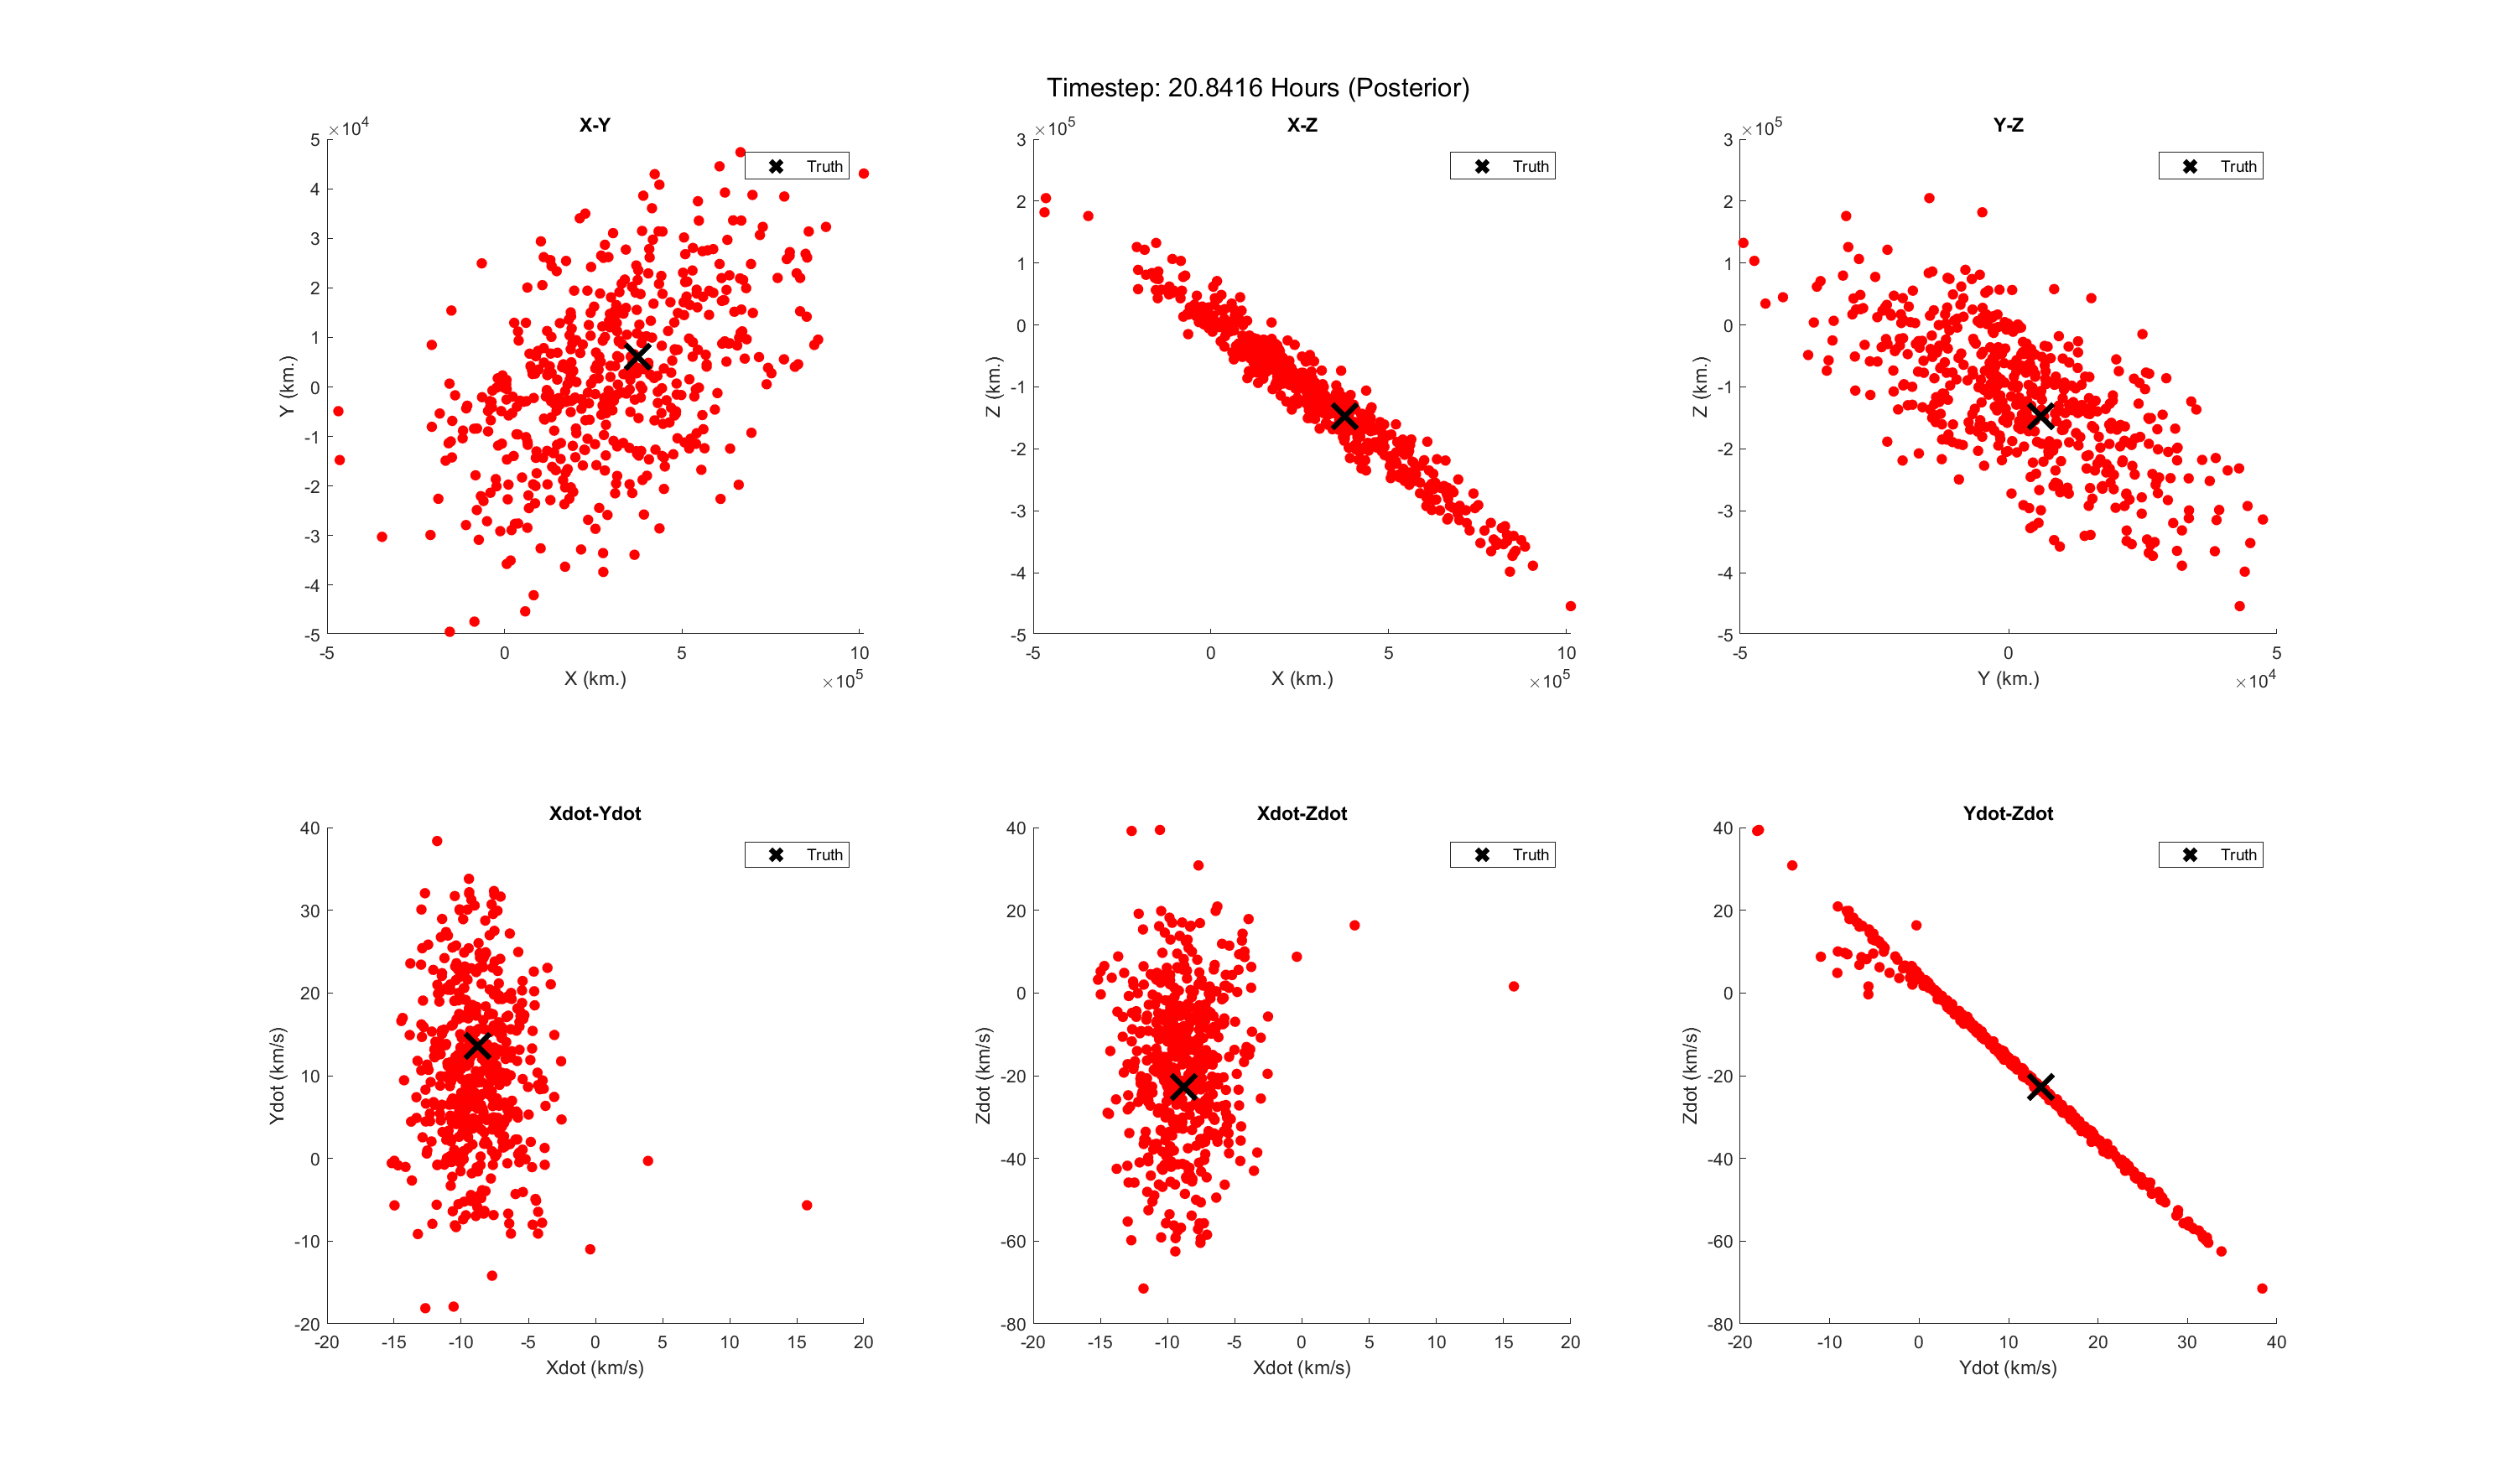 Timestep: 20.8416 Hours (Posterior)
X-Y
×10^4
Truth
5
4
3
2
1
0
-1
-2
-3
-4
-5
Y (km.)
-5 0 5 10
X (km.)
×10^5
X-Z
×10^5
Truth
3
2
1
0
-1
-2
-3
-4
-5
Z (km.)
-5 0 5 10
X (km.)
×10^5
Y-Z
×10^5
Truth
3
2
1
0
-1
-2
-3
-4
-5
Z (km.)
-5 0 5
Y (km.)
×10^4
Xdot-Ydot
Truth
40
30
20
10
0
-10
-20
Ydot (km/s)
-20 -15 -10 -5 0 5 10 15 20
Xdot (km/s)
Xdot-Zdot
Truth
40
20
0
-20
-40
-60
-80
Zdot (km/s)
-20 -15 -10 -5 0 5 10 15 20
Xdot (km/s)
Ydot-Zdot
Truth
40
20
0
-20
-40
-60
-80
Zdot (km/s)
-20 -10 0 10 20 30 40
Ydot (km/s)